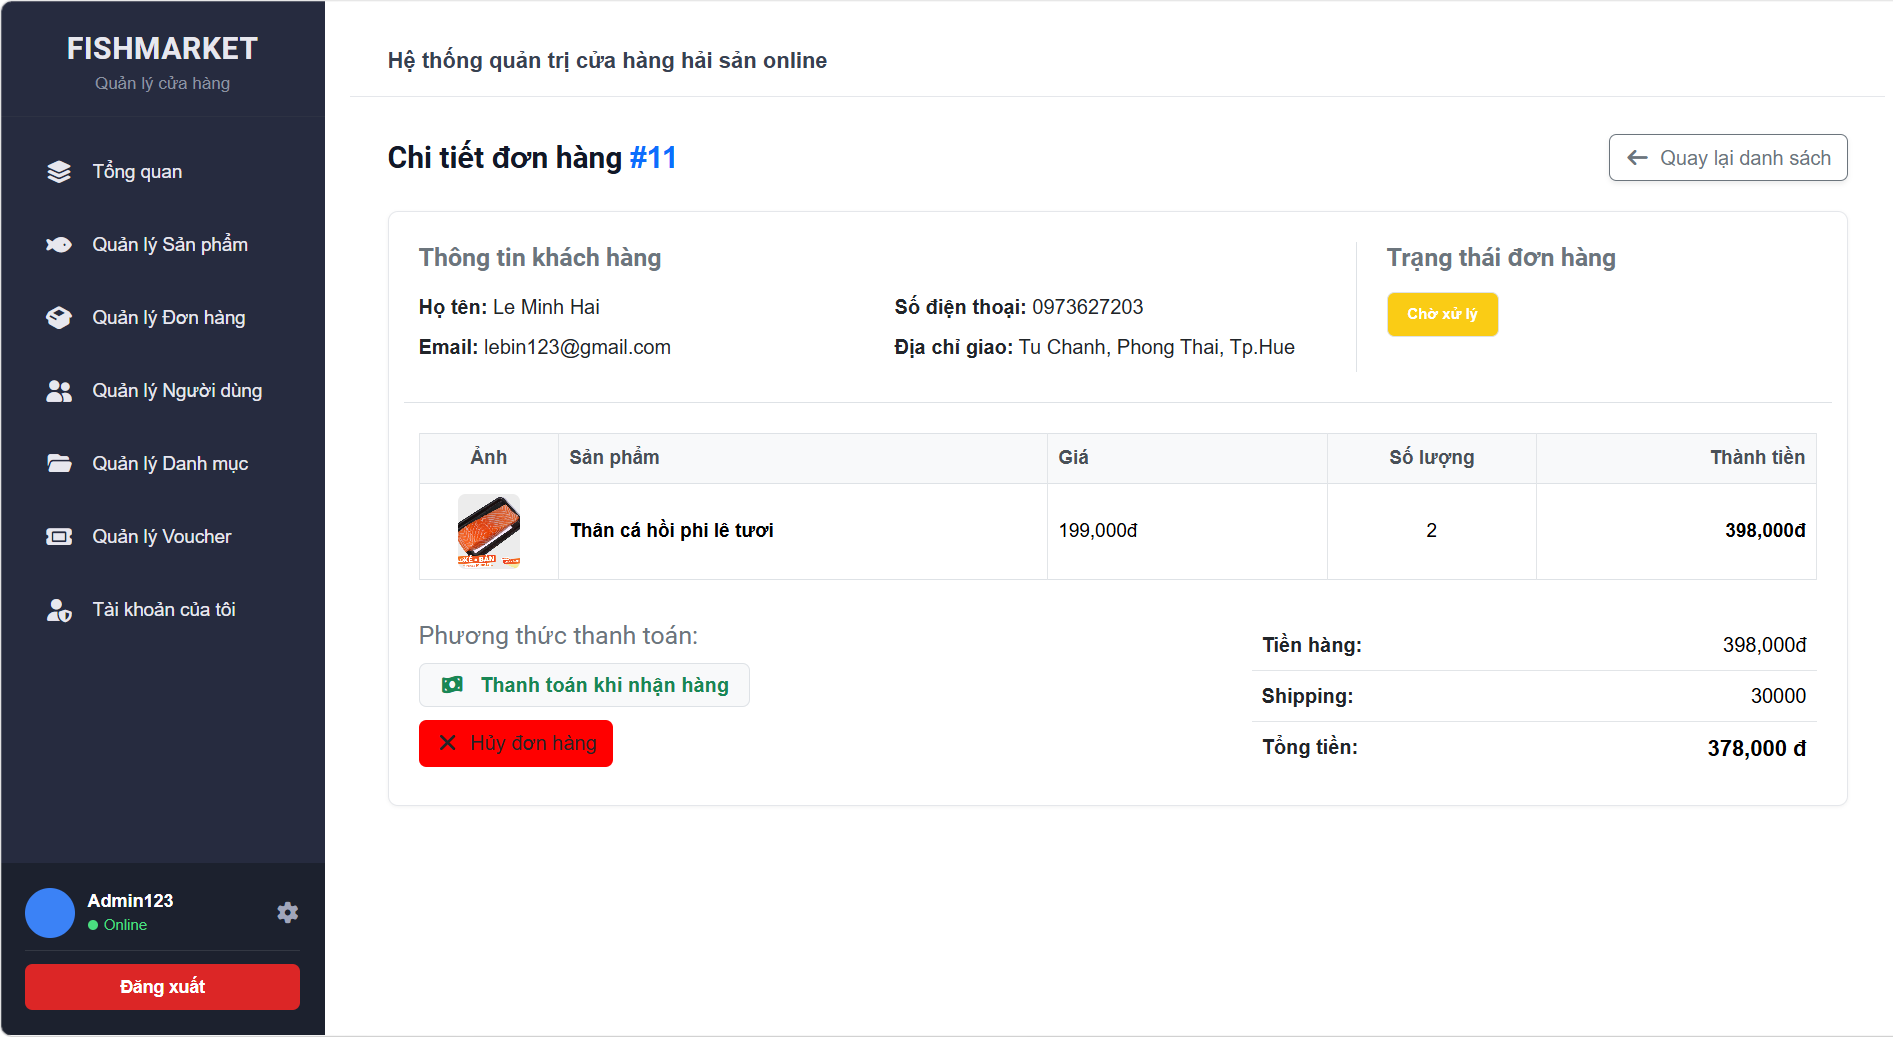 FISHMARKET
Quản lý cửa hàng
Tổng quan
Quản lý Sản phẩm
Quản lý Đơn hàng
Quản lý Người dùng
Quản lý Danh mục
Quản lý Voucher
Tài khoản của tôi
Admin123
Online
Đăng xuất
Hệ thống quản trị cửa hàng hải sản online
Chi tiết đơn hàng #11
Quay lại danh sách
Thông tin khách hàng
Họ tên: Le Minh Hai
Số điện thoại: 0973627203
Email: lebin123@gmail.com
Địa chỉ giao: Tu Chanh, Phong Thai, Tp.Hue
Trạng thái đơn hàng
Chờ xử lý
Ảnh Sản phẩm Giá Số lượng Thành tiền
Thân cá hồi phi lê tươi 199,000đ 2 398,000đ
Phương thức thanh toán:
Thanh toán khi nhận hàng
Hủy đơn hàng
Tiền hàng: 398,000đ
Shipping: 30000
Tổng tiền: 378,000 đ